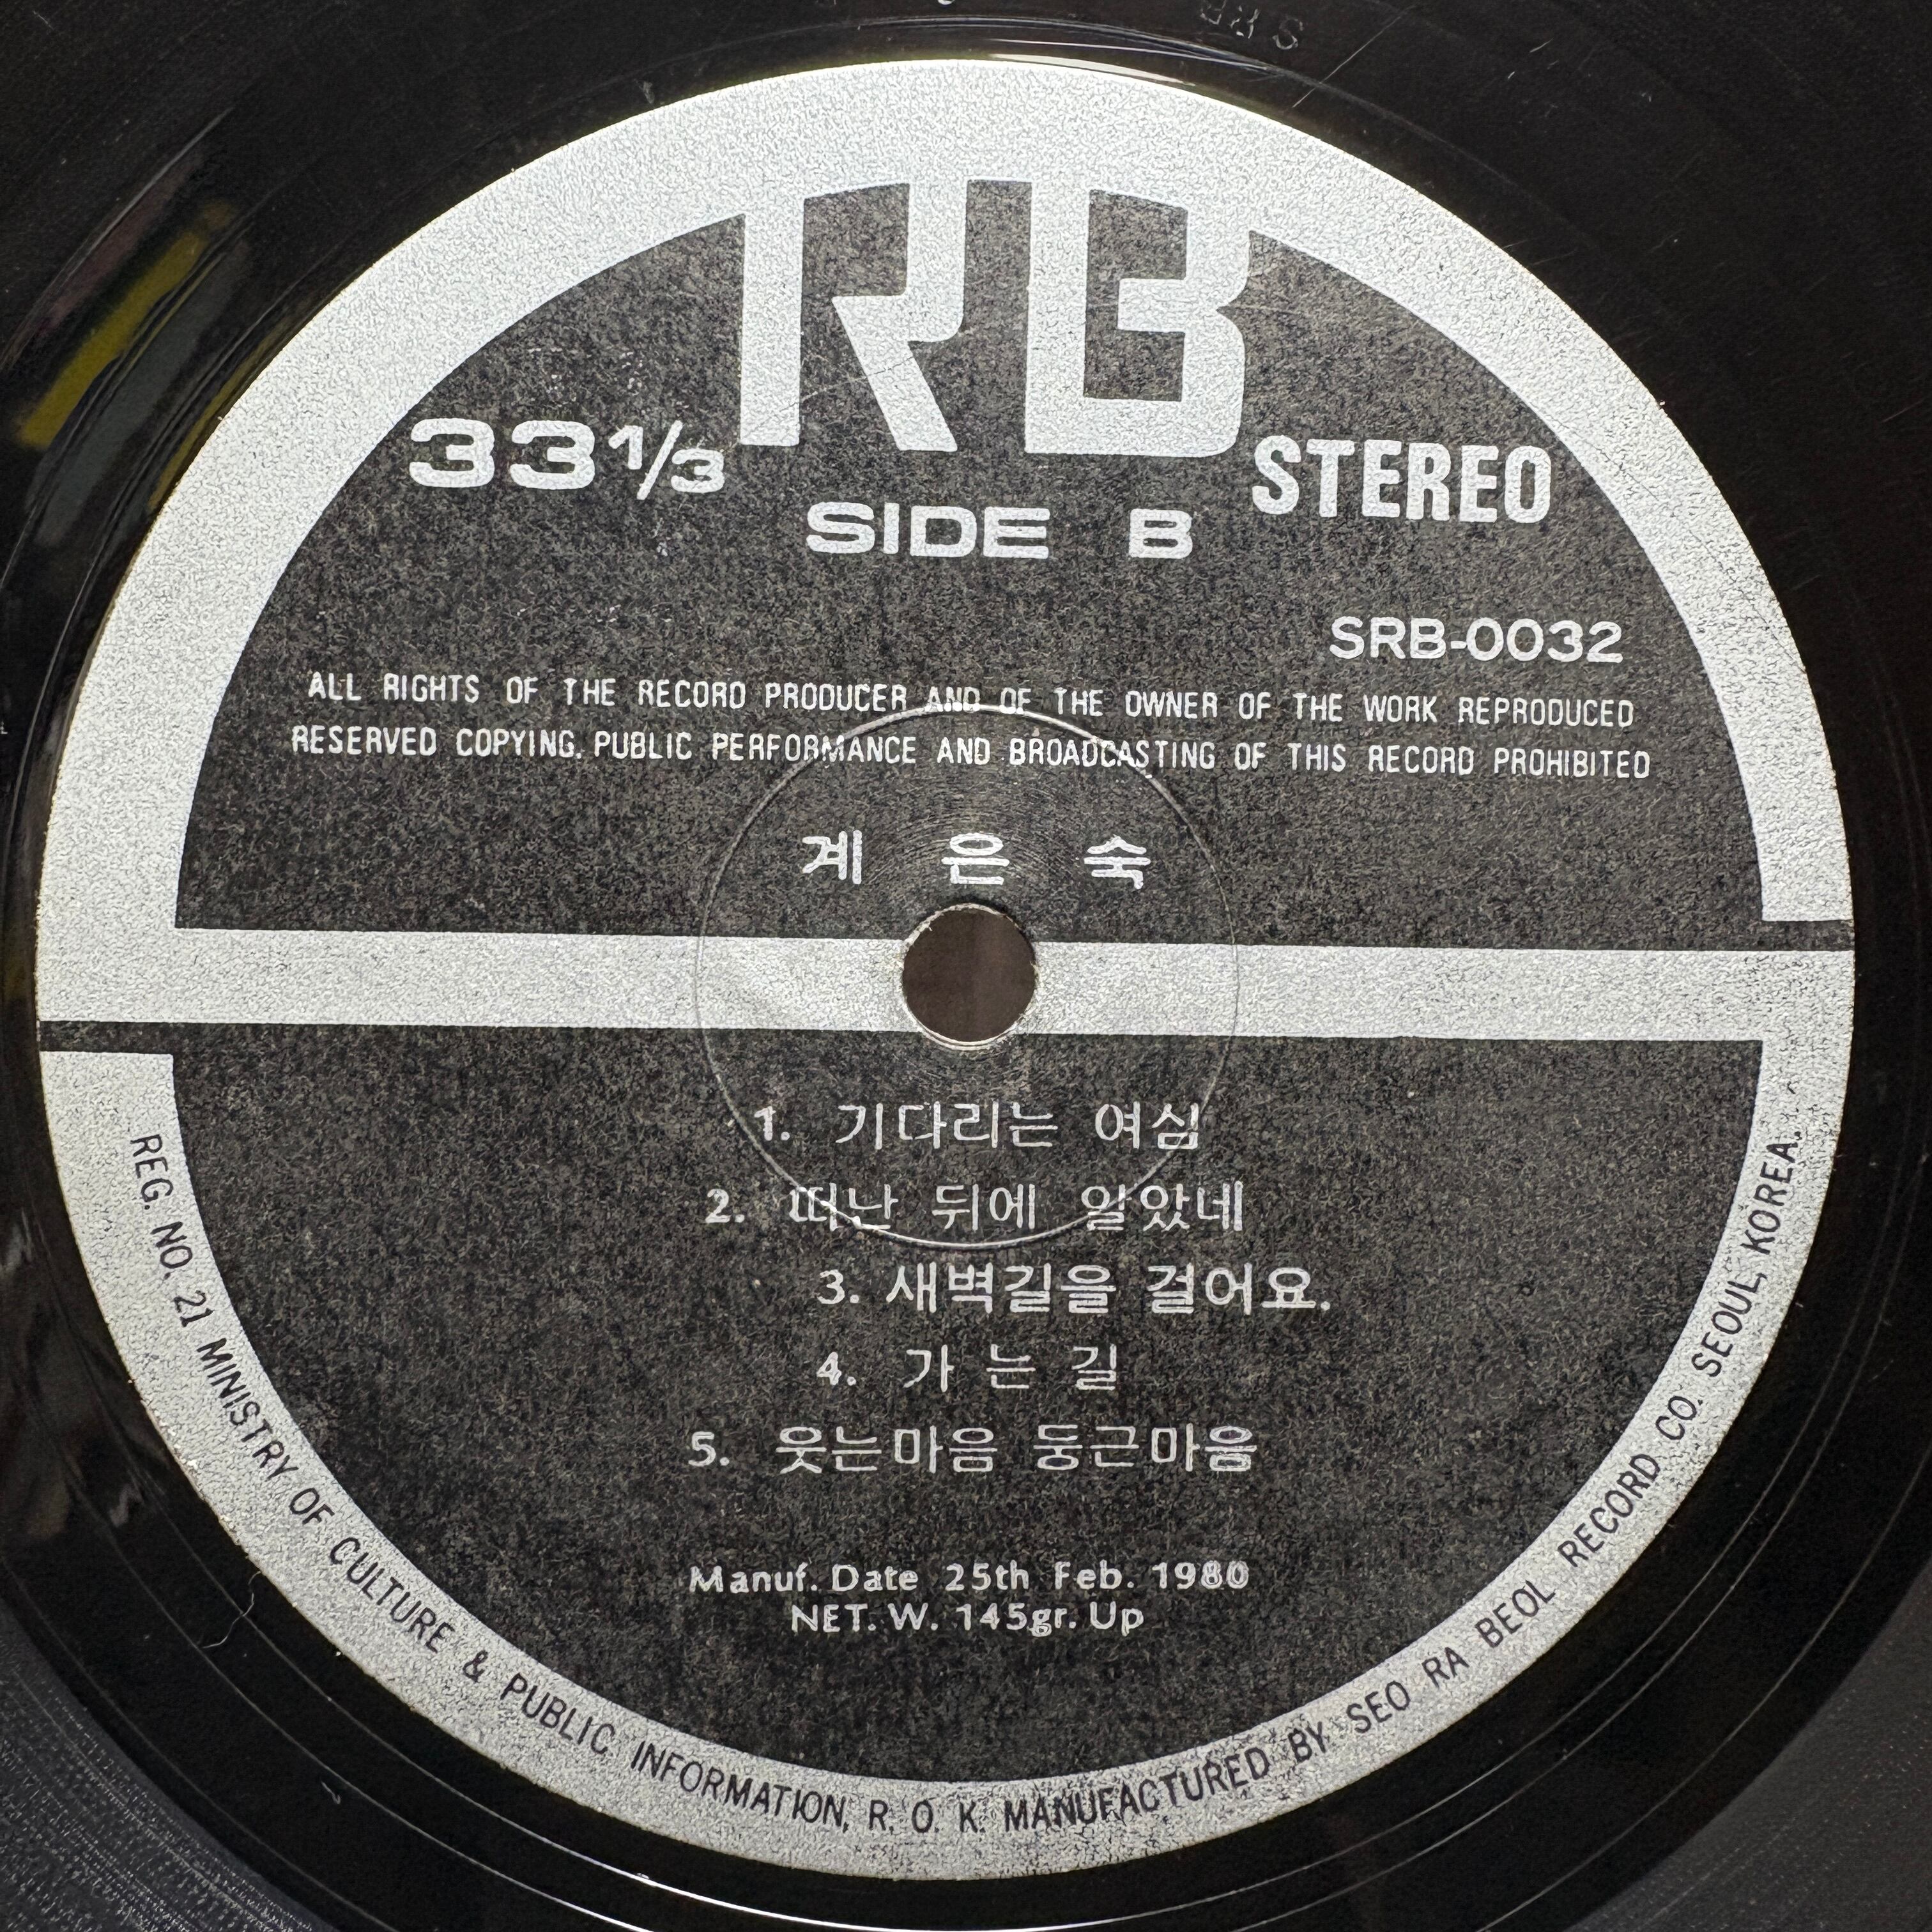 RB
33 1/3
STEREO
SIDE B
SRB-0032
ALL RIGHTS OF THE RECORD PRODUCER AND OF THE OWNER OF THE WORK REPRODUCED
RESERVED COPYING. PUBLIC PERFORMANCE AND BROADCASTING OF THIS RECORD PROHIBITED
계 은 숙
1. 기다리는 여심
2. 떠난 뒤에 알았네
3. 새벽길을 걸어요.
4. 가 는 길
5. 웃는마음 둥근마음
Manuf. Date 25th Feb. 1980
NET. W. 145gr. Up
REG. NO. 21 MINISTRY OF CULTURE & PUBLIC INFORMATION, R. O. K. MANUFACTURED BY SEO RA BEOL RECORD CO. SEOUL, KOREA.